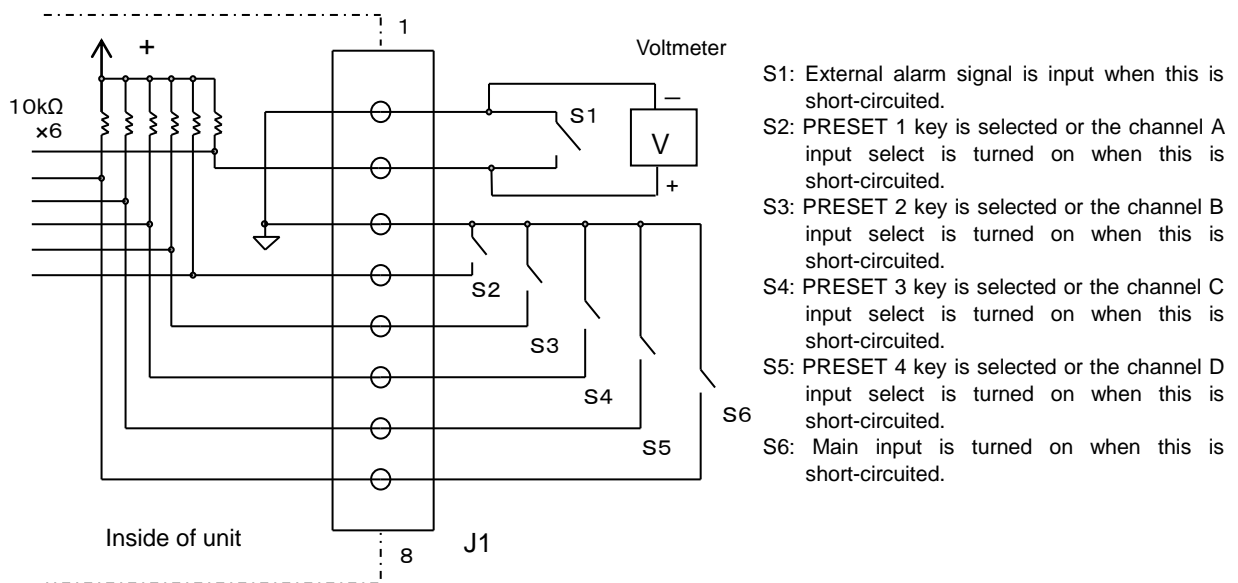 1
+
Voltmeter
10kΩ
×6
S1
−
V
+
S2
S3
S4
S5
S6
Inside of unit
8
J1
S1: External alarm signal is input when this is
short-circuited.
S2: PRESET 1 key is selected or the channel A
input select is turned on when this is
short-circuited.
S3: PRESET 2 key is selected or the channel B
input select is turned on when this is
short-circuited.
S4: PRESET 3 key is selected or the channel C
input select is turned on when this is
short-circuited.
S5: PRESET 4 key is selected or the channel D
input select is turned on when this is
short-circuited.
S6: Main input is turned on when this is
short-circuited.